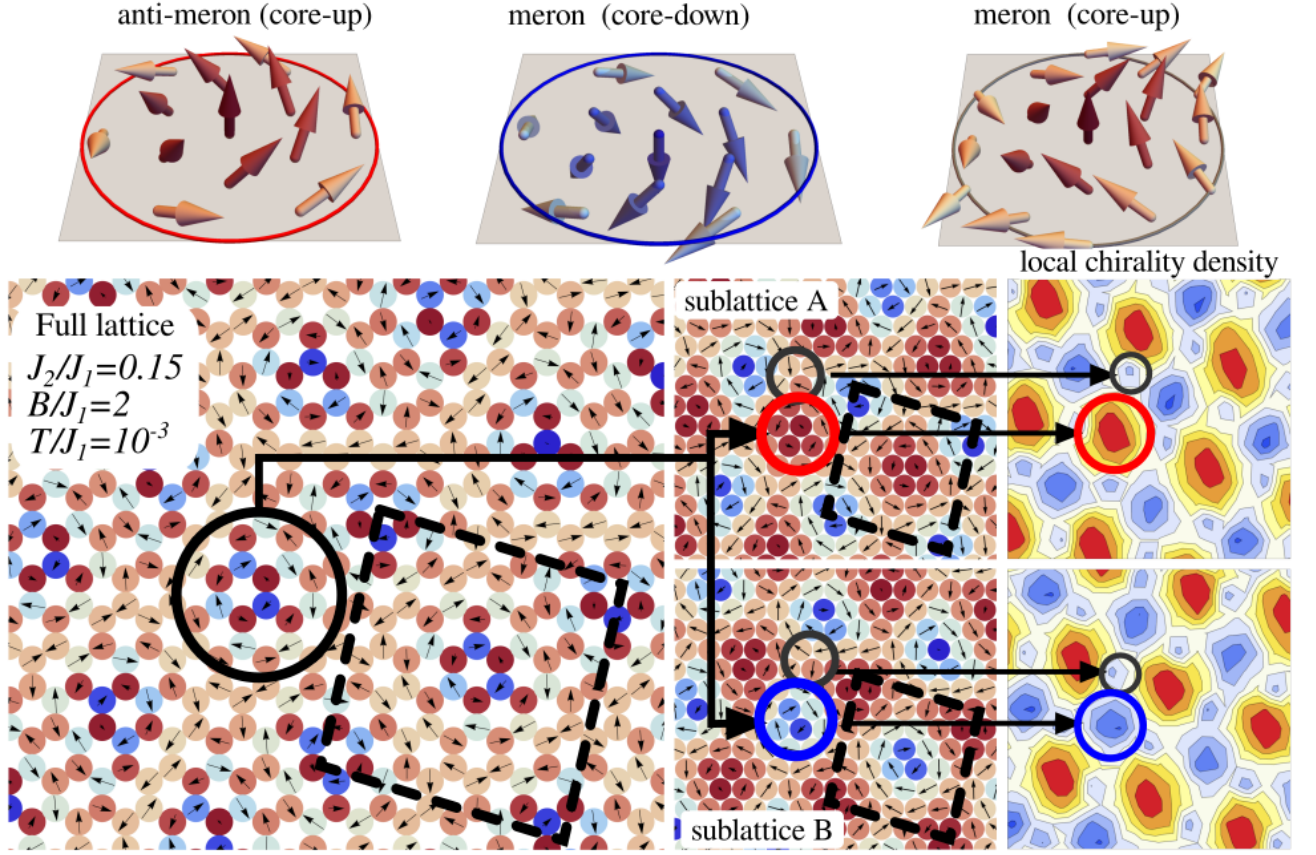 anti-meron (core-up)
meron (core-down)
meron (core-up)
local chirality density
Full lattice
J₂/J₁=0.15
B/J₁=2
T/J₁=10⁻³
sublattice A
sublattice B